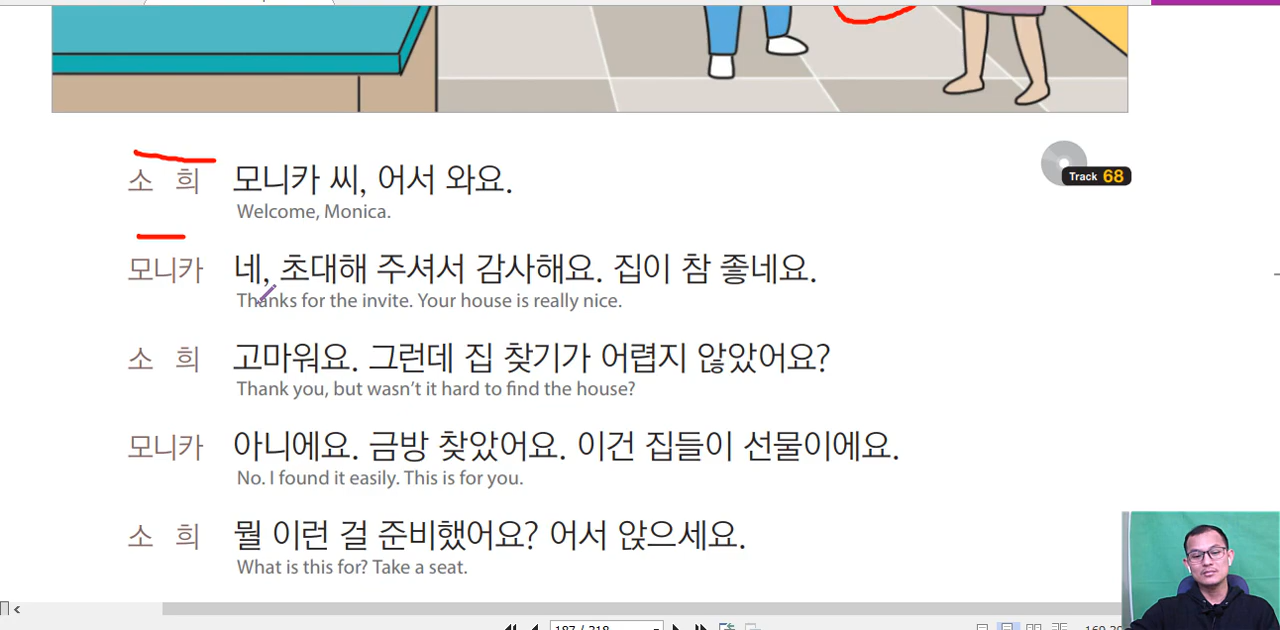 Track 68
소 희 모니카 씨, 어서 와요.
Welcome, Monica.
모니카 네, 초대해 주셔서 감사해요. 집이 참 좋네요.
Thanks for the invite. Your house is really nice.
소 희 고마워요. 그런데 집 찾기가 어렵지 않았어요?
Thank you, but wasn't it hard to find the house?
모니카 아니에요. 금방 찾았어요. 이건 집들이 선물이에요.
No. I found it easily. This is for you.
소 희 뭘 이런 걸 준비했어요? 어서 앉으세요.
What is this for? Take a seat.
187 / 218